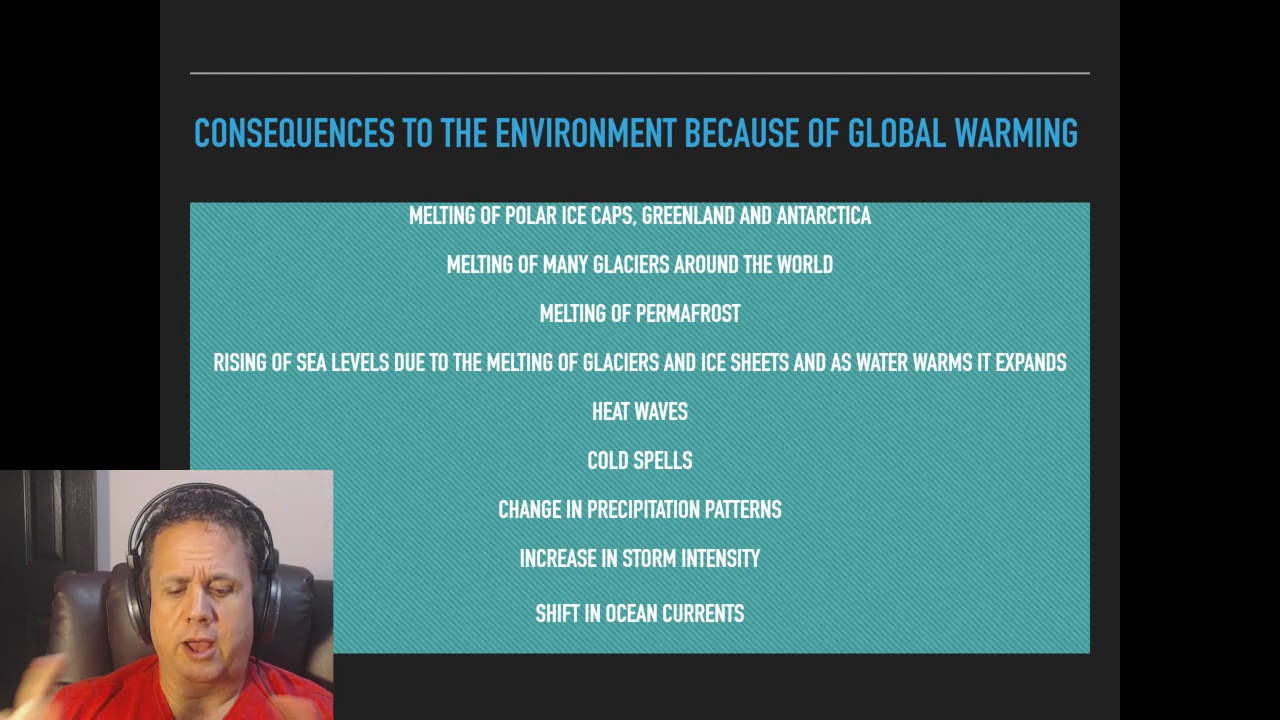 CONSEQUENCES TO THE ENVIRONMENT BECAUSE OF GLOBAL WARMING
MELTING OF POLAR ICE CAPS, GREENLAND AND ANTARCTICA
MELTING OF MANY GLACIERS AROUND THE WORLD
MELTING OF PERMAFROST
RISING OF SEA LEVELS DUE TO THE MELTING OF GLACIERS AND ICE SHEETS AND AS WATER WARMS IT EXPANDS
HEAT WAVES
COLD SPELLS
CHANGE IN PRECIPITATION PATTERNS
INCREASE IN STORM INTENSITY
SHIFT IN OCEAN CURRENTS